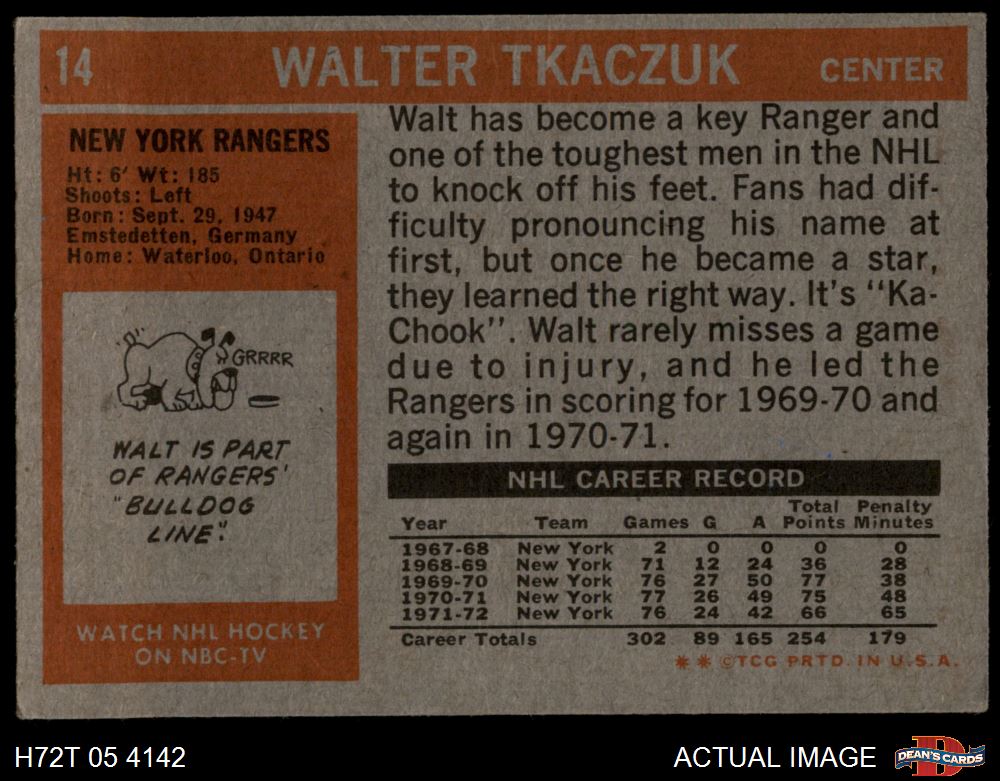 14 WALTER TKACZUK CENTER
NEW YORK RANGERS
Ht: 6' Wt: 185
Shoots: Left
Born: Sept. 29, 1947
Emstedetten, Germany
Home: Waterloo, Ontario
GRRRR
WALT IS PART
OF RANGERS'
"BULLDOG
LINE".
WATCH NHL HOCKEY
ON NBC-TV
Walt has become a key Ranger and
one of the toughest men in the NHL
to knock off his feet. Fans had dif-
ficulty pronouncing his name at
first, but once he became a star,
they learned the right way. It's "Ka-
Chook". Walt rarely misses a game
due to injury, and he led the
Rangers in scoring for 1969-70 and
again in 1970-71.
NHL CAREER RECORD
Total Penalty
Year Team Games G A Points Minutes
1967-68 New York 2 0 0 0 0
1968-69 New York 71 12 24 36 28
1969-70 New York 76 27 50 77 38
1970-71 New York 77 26 49 75 48
1971-72 New York 76 24 42 66 65
Career Totals 302 89 165 254 179
* * ©TCG PRTD. IN U.S.A.
H72T 05 4142 ACTUAL IMAGE D DEAN'S CARDS